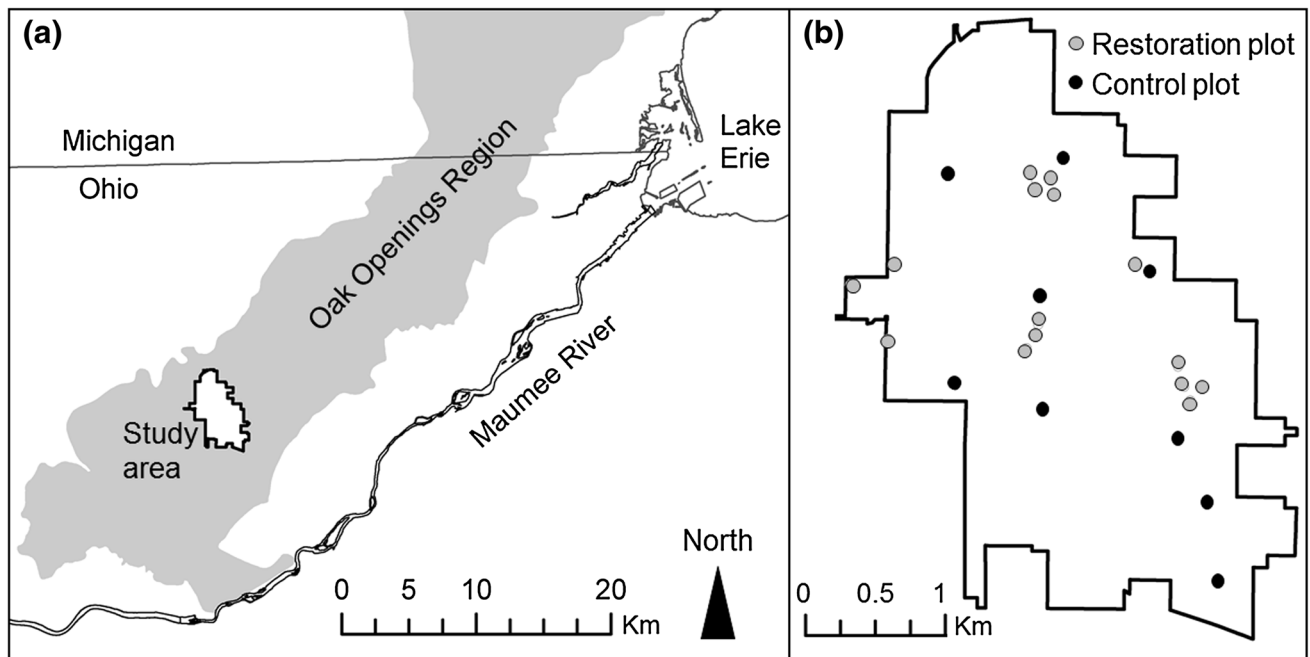 (a)
Michigan
Ohio
Oak Openings Region
Lake
Erie
Maumee River
Study
area
North
0 5 10 20
Km
(b)
Restoration plot
Control plot
0 0.5 1
Km